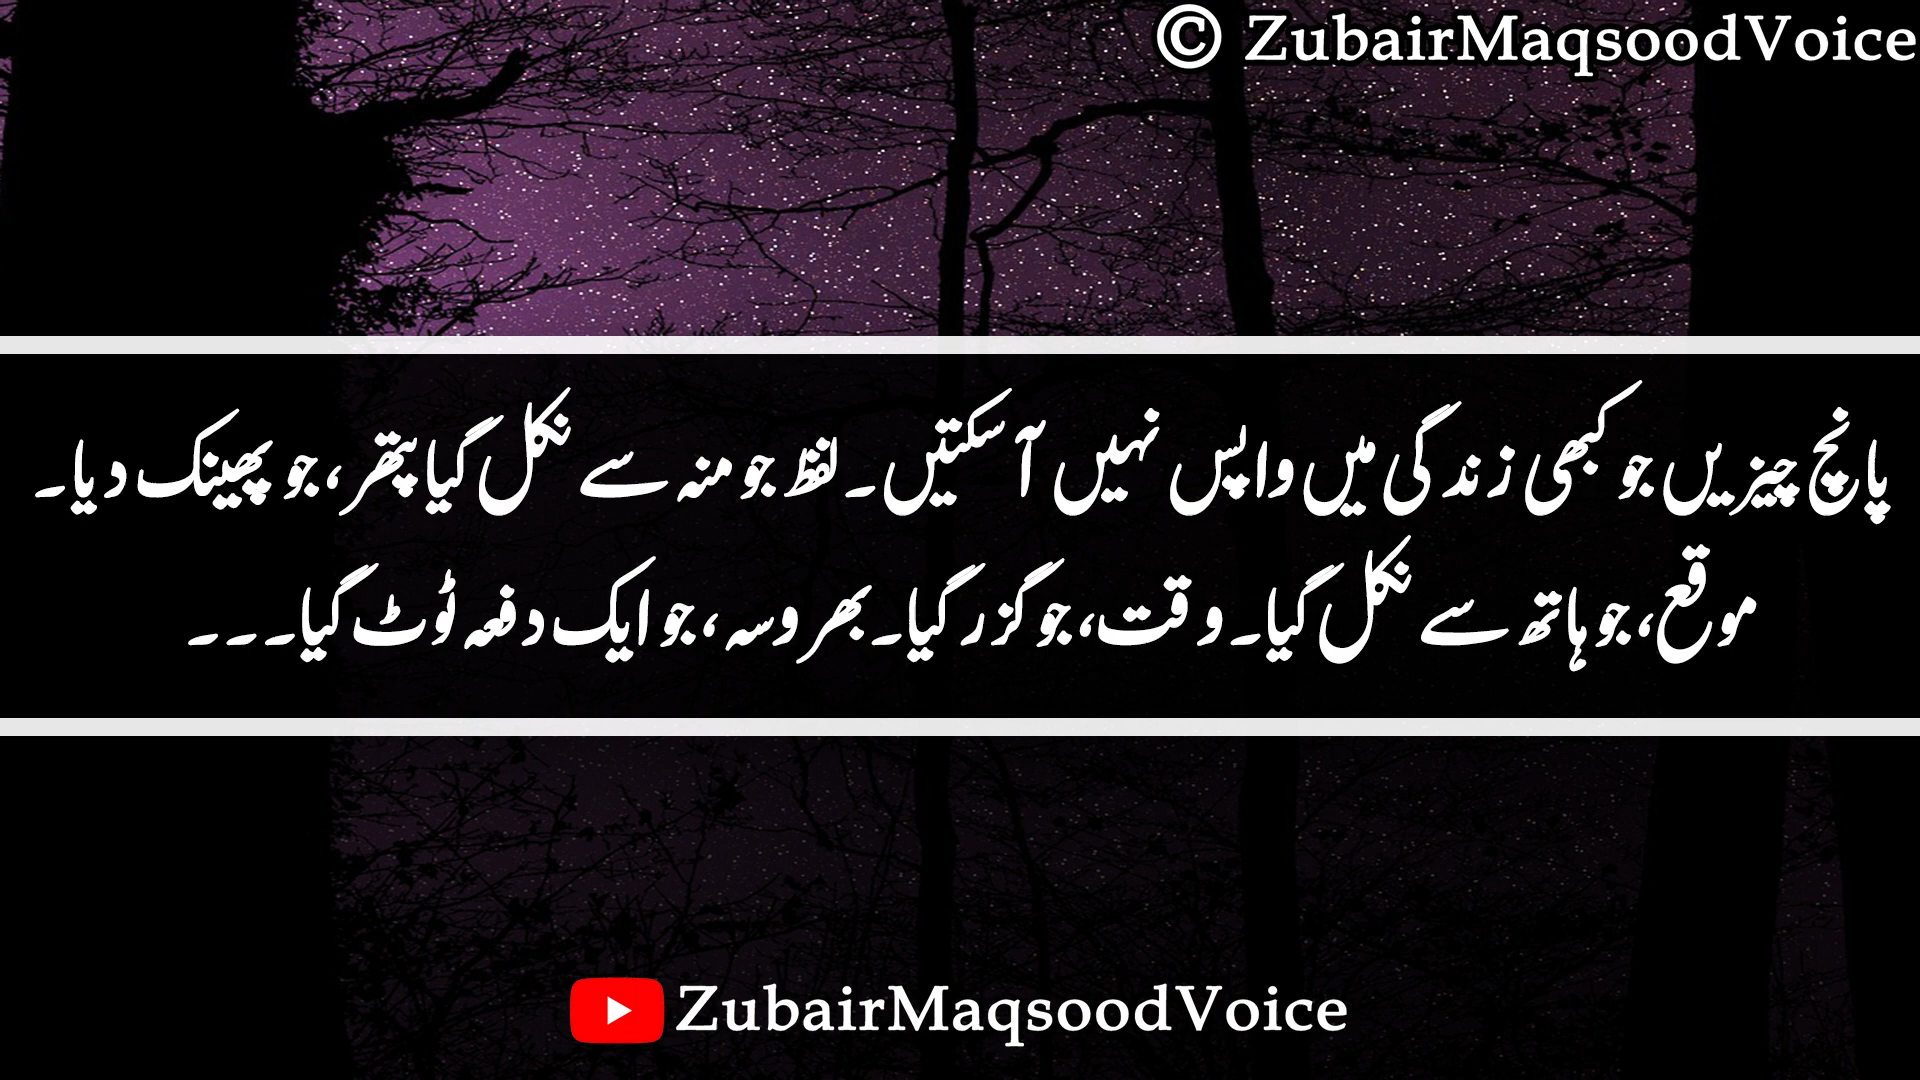 © ZubairMaqsoodVoice
پانچ چیزیں جو کبھی زندگی میں واپس نہیں آ سکتیں۔ لفظ جو منہ سے نکل گیا پتھر، جو پھینک دیا۔
موقع، جو ہاتھ سے نکل گیا۔ وقت، جو گزر گیا۔ بھروسہ، جو ایک دفعہ ٹوٹ گیا۔۔۔
ZubairMaqsoodVoice